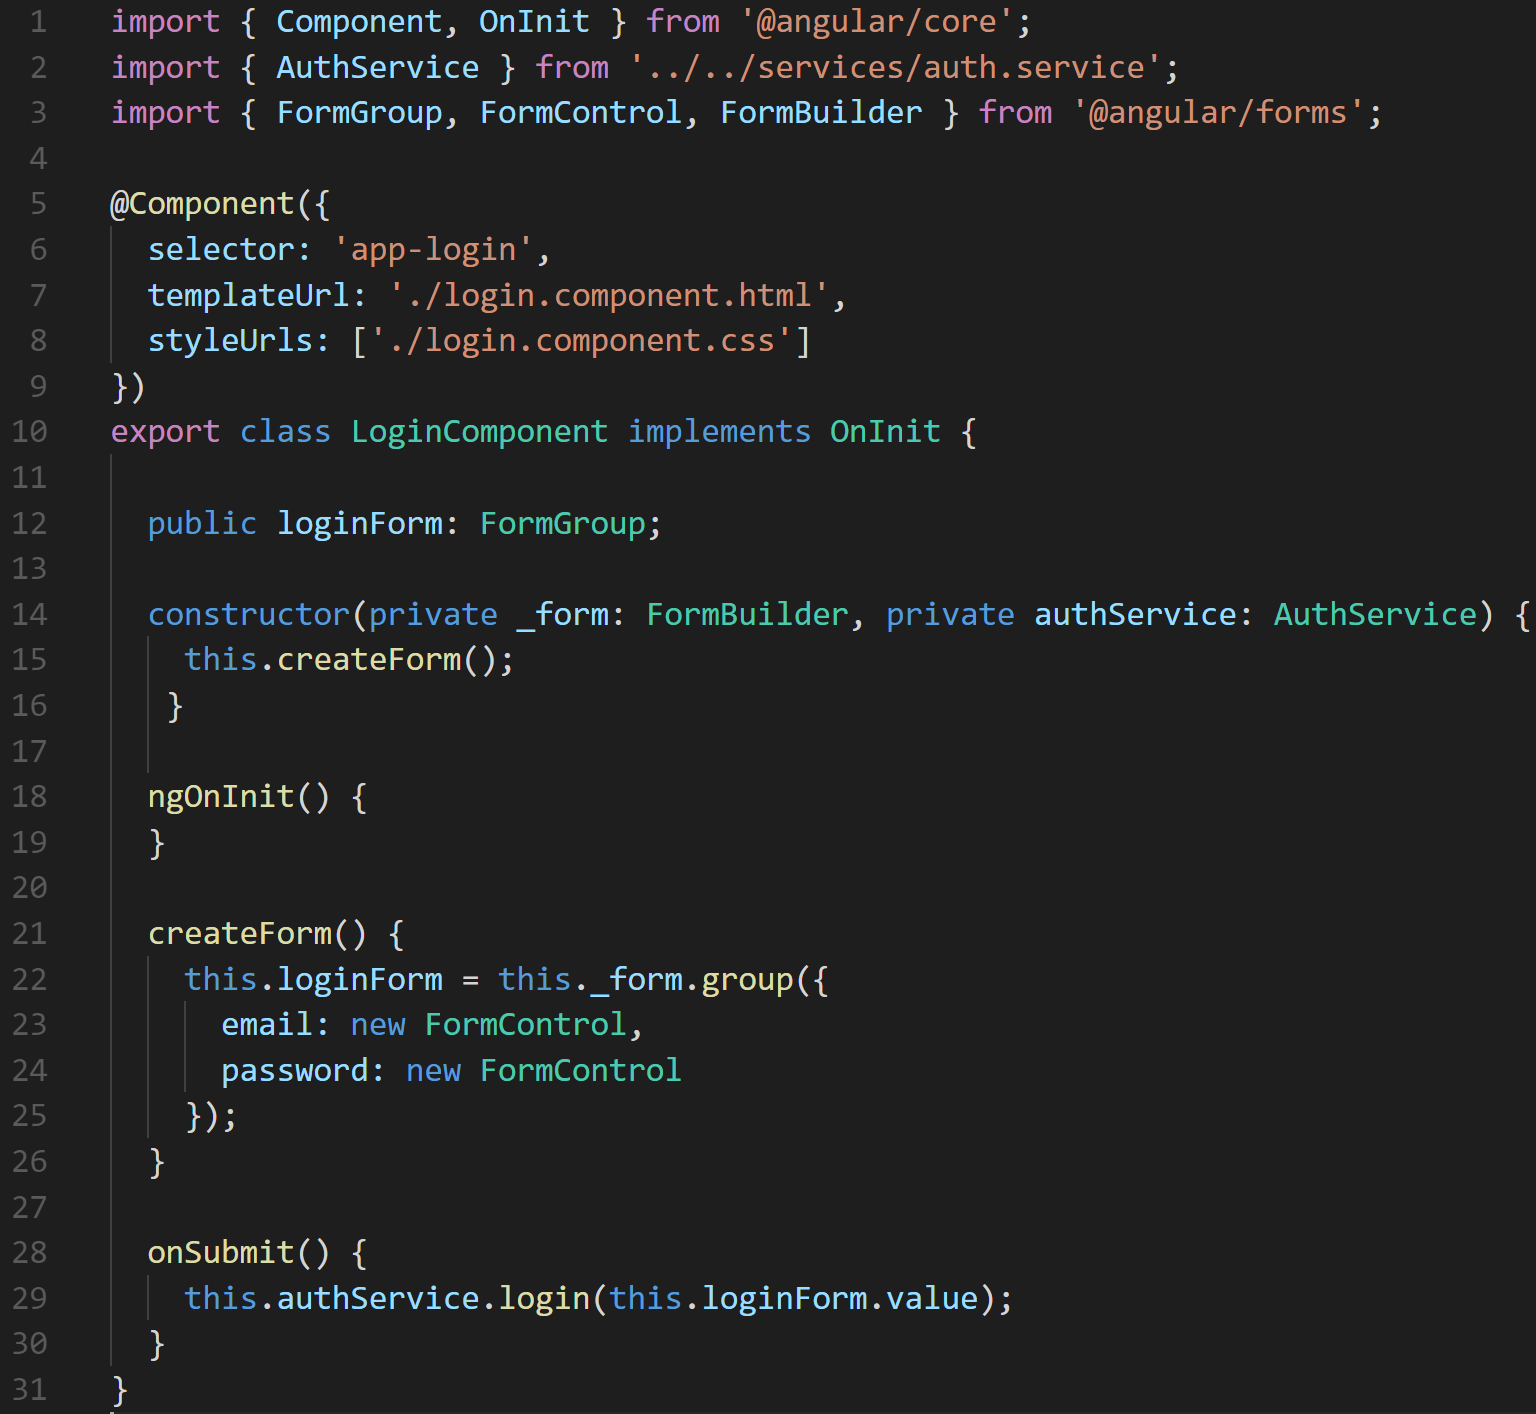 1 import { Component, OnInit } from '@angular/core';
2 import { AuthService } from '../../services/auth.service';
3 import { FormGroup, FormControl, FormBuilder } from '@angular/forms';
4
5 @Component({
6   selector: 'app-login',
7   templateUrl: './login.component.html',
8   styleUrls: ['./login.component.css']
9 })
10 export class LoginComponent implements OnInit {
11
12   public loginForm: FormGroup;
13
14   constructor(private _form: FormBuilder, private authService: AuthService) {
15     this.createForm();
16    }
17
18   ngOnInit() {
19   }
20
21   createForm() {
22     this.loginForm = this._form.group({
23       email: new FormControl,
24       password: new FormControl
25     });
26   }
27
28   onSubmit() {
29     this.authService.login(this.loginForm.value);
30   }
31 }